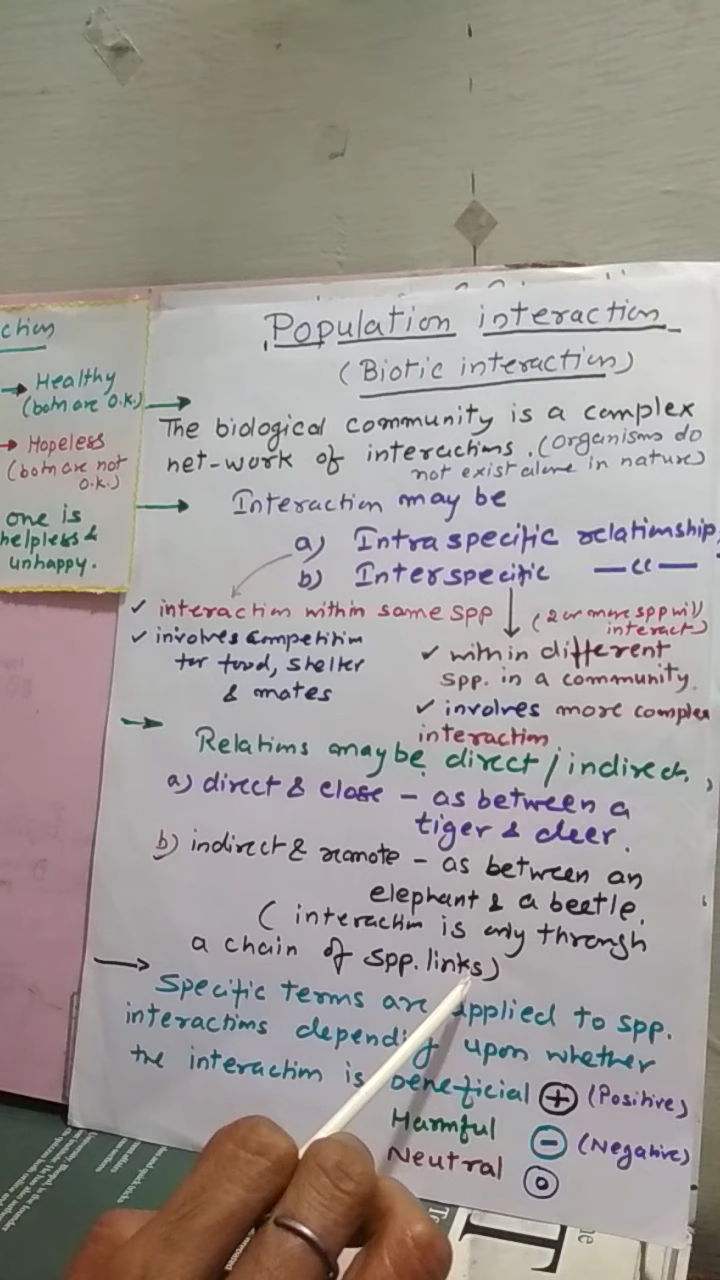 ction
Healthy
(both are O.K.)
Hopeless
(both are not
O.K.)
one is
helpless &
unhappy.
Population interaction
(Biotic interaction)
The biological community is a complex
net-work of interactions. (Organisms do
not exist alone in nature)
Interaction may be
a) Intraspecific relationship,
b) Interspecific —"—
✓ interaction within same spp
✓ involves competition
for food, shelter
& mates
(2 or more spp will
interact)
✓ within different
spp. in a community.
✓ involves more complex
interaction
Relations may be direct/indirect.
a) direct & close - as between a
tiger & deer.
b) indirect & remote - as between an
elephant & a beetle.
( interaction is only through
a chain of spp. links)
Specific terms are applied to spp.
interactions depending upon whether
the interaction is beneficial ⊕ (Positive)
Harmful ⊖ (Negative)
Neutral ⓞ